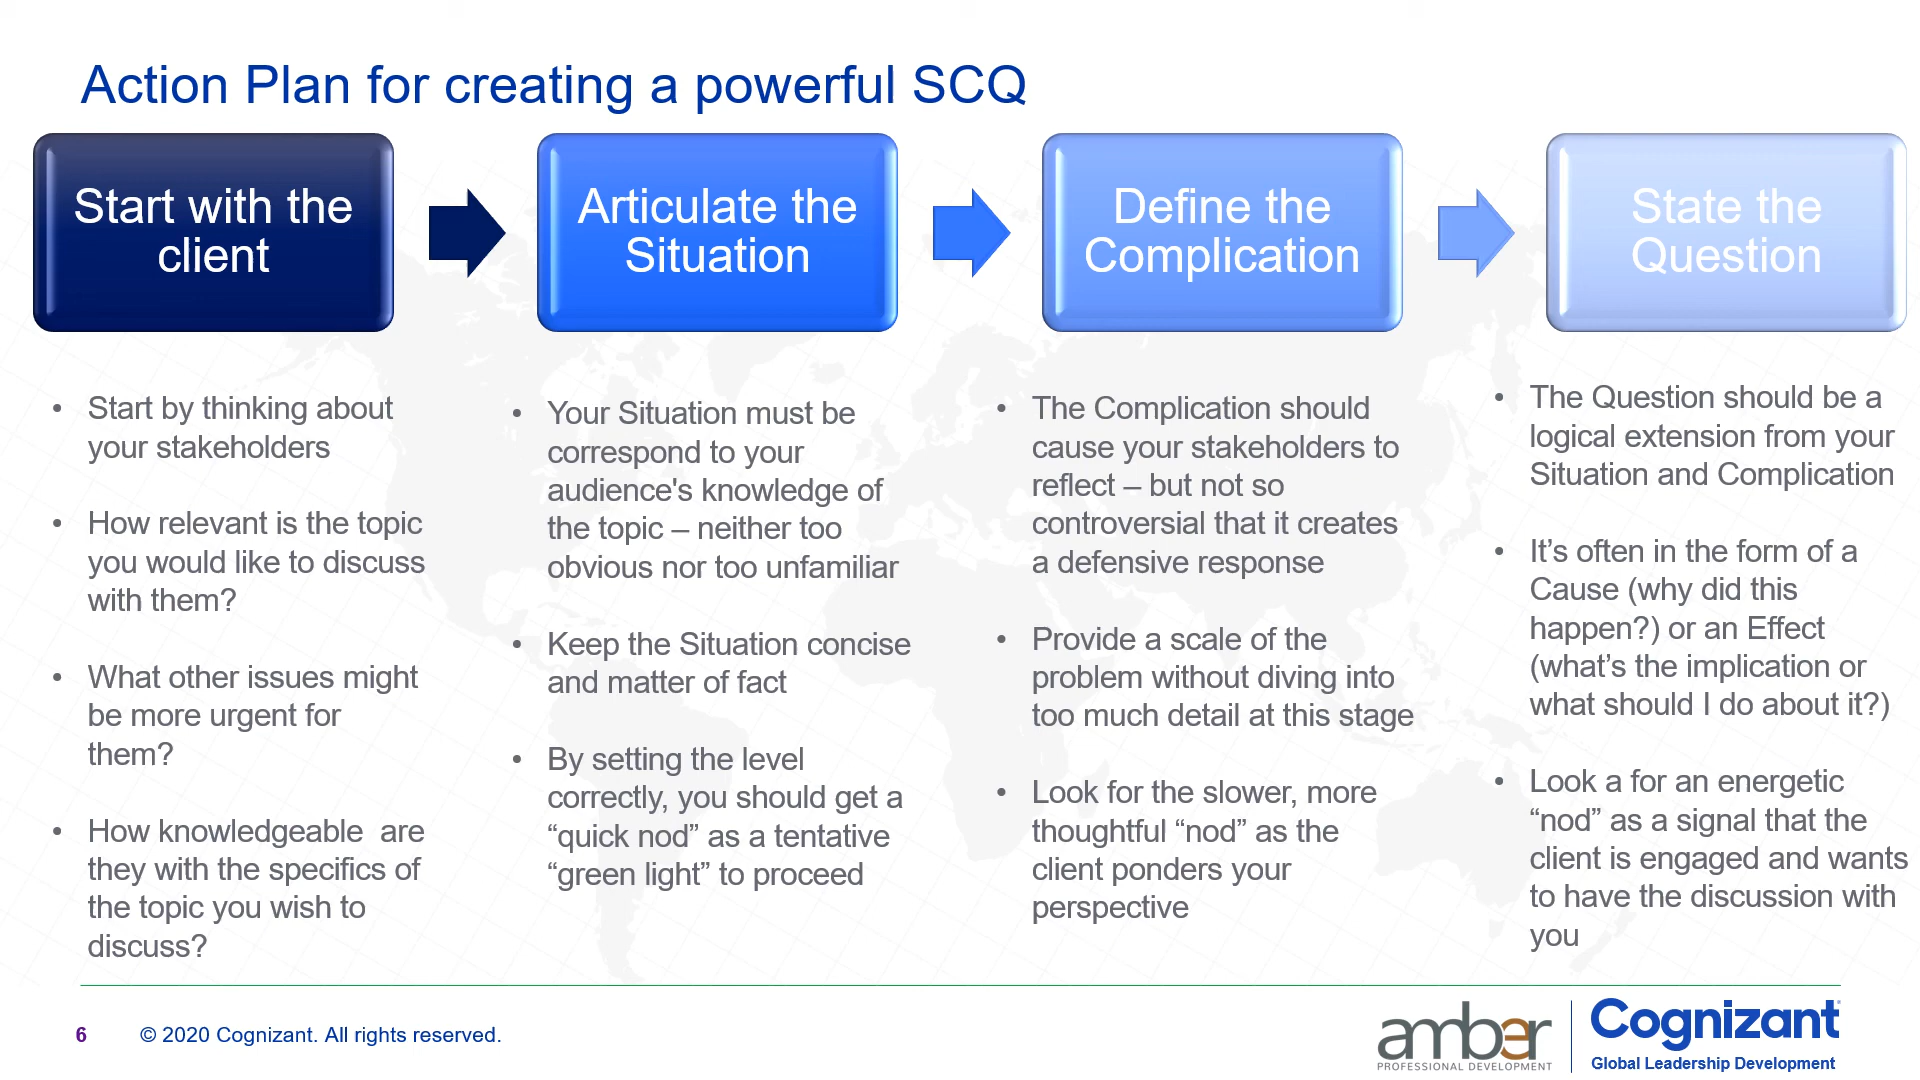 Action Plan for creating a powerful SCQ
Start with the
client
Articulate the
Situation
Define the
Complication
State the
Question
• Start by thinking about
your stakeholders
• How relevant is the topic
you would like to discuss
with them?
• What other issues might
be more urgent for
them?
• How knowledgeable  are
they with the specifics of
the topic you wish to
discuss?
• Your Situation must be
correspond to your
audience's knowledge of
the topic – neither too
obvious nor too unfamiliar
• Keep the Situation concise
and matter of fact
• By setting the level
correctly, you should get a
“quick nod” as a tentative
“green light” to proceed
• The Complication should
cause your stakeholders to
reflect – but not so
controversial that it creates
a defensive response
• Provide a scale of the
problem without diving into
too much detail at this stage
• Look for the slower, more
thoughtful “nod” as the
client ponders your
perspective
• The Question should be a
logical extension from your
Situation and Complication
• It’s often in the form of a
Cause (why did this
happen?) or an Effect
(what’s the implication or
what should I do about it?)
• Look a for an energetic
“nod” as a signal that the
client is engaged and wants
to have the discussion with
you
6
© 2020 Cognizant. All rights reserved.
amber
PROFESSIONAL DEVELOPMENT
Cognizant
Global Leadership Development